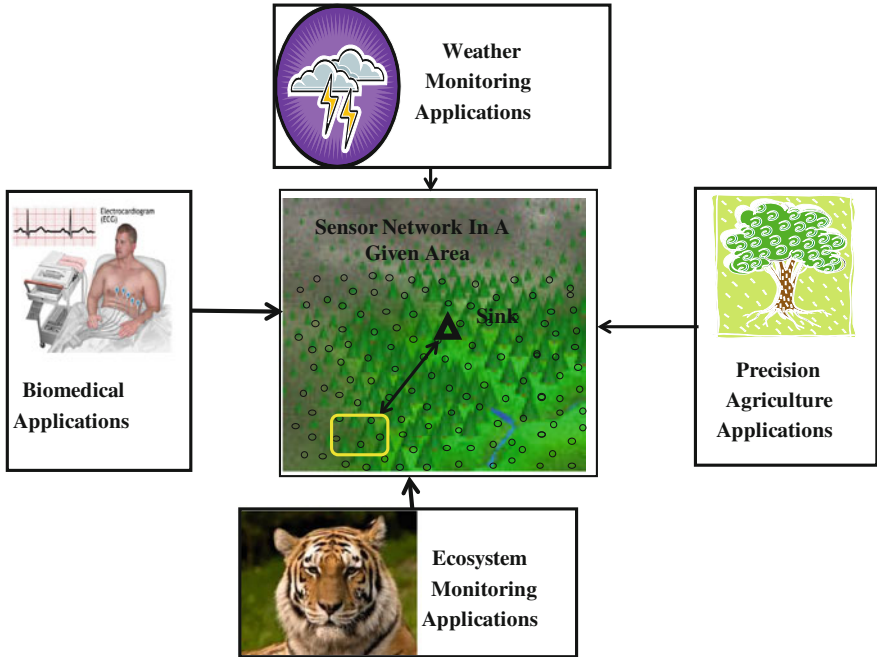 Weather
Monitoring
Applications
Electrocardiogram
(ECG)
Sensor Network In A
Given Area
Sink
Biomedical
Applications
Precision
Agriculture
Applications
Ecosystem
Monitoring
Applications